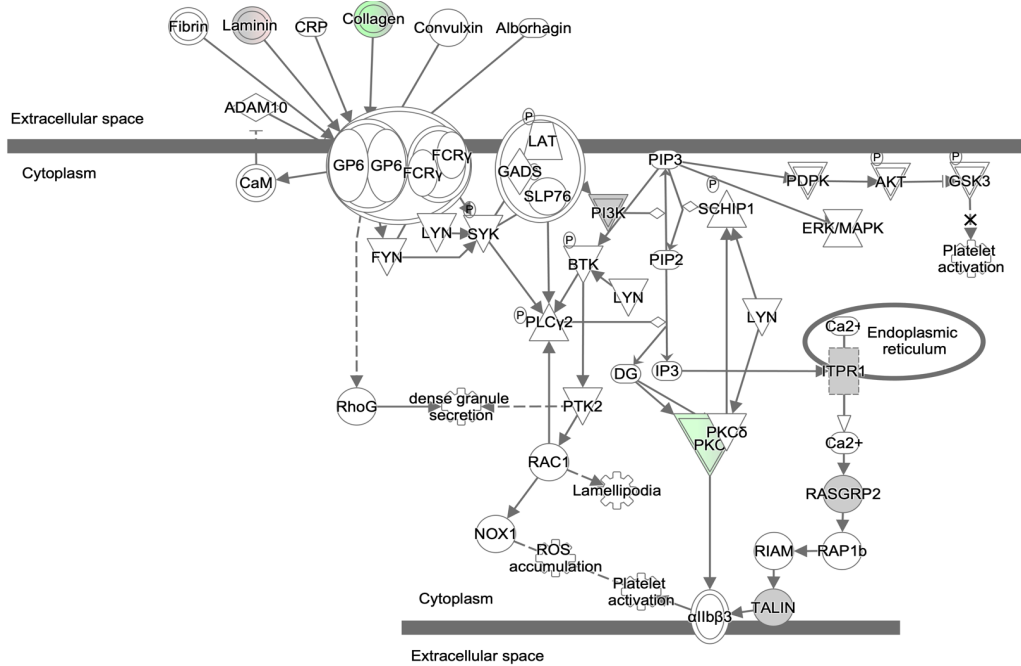 Fibrin
Laminin
CRP
Collagen
Convulxin
Alborhagin
ADAM10
Extracellular space
Cytoplasm
CaM
GP6
GP6
FCRγ
FCRγ
P
LAT
GADS
SLP76
PIP3
P
PDPK
P
AKT
P
GSK3
P
LYN
SYK
FYN
PI3K
P
SCHIP1
ERK/MAPK
Platelet
activation
P
BTK
PIP2
LYN
P
PLCγ2
LYN
Ca2+
Endoplasmic
reticulum
ITPR1
DG
IP3
RhoG
dense granule
secretion
PTK2
PKCδ
PKC
Ca2+
RAC1
Lamellipodia
RASGRP2
NOX1
ROS
accumulation
RIAM
RAP1b
Platelet
activation
Cytoplasm
αIIbβ3
TALIN
Extracellular space